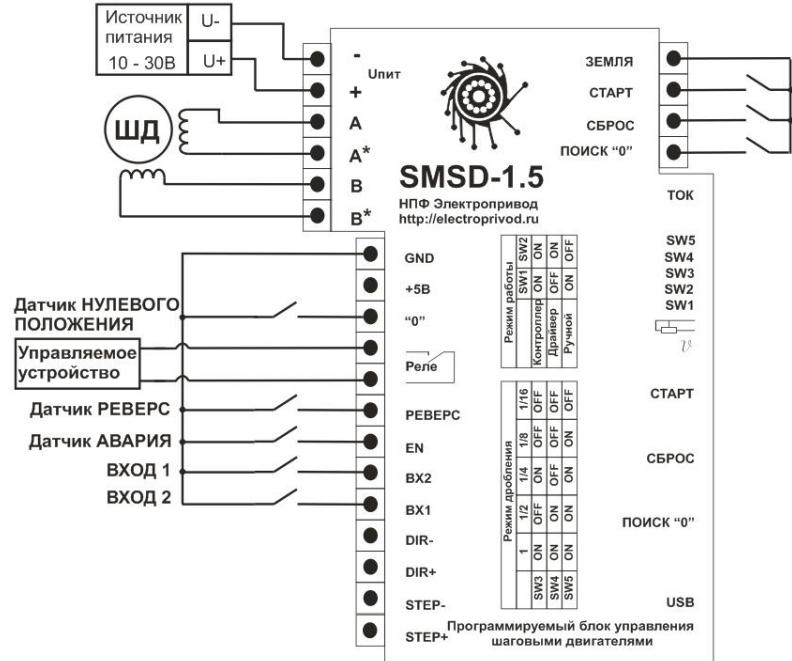 Источник питания 10 - 30В
U-
U+
ШД
-
Uпит
+
A
A*
B
B*
SMSD-1.5
НПФ Электропривод
http://electroprivod.ru
ЗЕМЛЯ
СТАРТ
СБРОС
ПОИСК “0”
ТОК
SW5
SW4
SW3
SW2
SW1
v
СТАРТ
СБРОС
ПОИСК “0”
USB
GND
+5В
“0”
Реле
РЕВЕРС
EN
ВХ2
ВХ1
DIR-
DIR+
STEP-
STEP+
Датчик НУЛЕВОГО
ПОЛОЖЕНИЯ
Управляемое
устройство
Датчик РЕВЕРС
Датчик АВАРИЯ
ВХОД 1
ВХОД 2
Режим работы
SW1 SW2
Контроллер ON ON
Драйвер OFF ON
Ручной ON OFF
Режим дробления
1 1/2 1/4 1/8 1/16
SW3 ON OFF ON OFF OFF
SW4 ON ON OFF OFF OFF
SW5 ON ON ON ON OFF
Программируемый блок управления
шаговыми двигателями